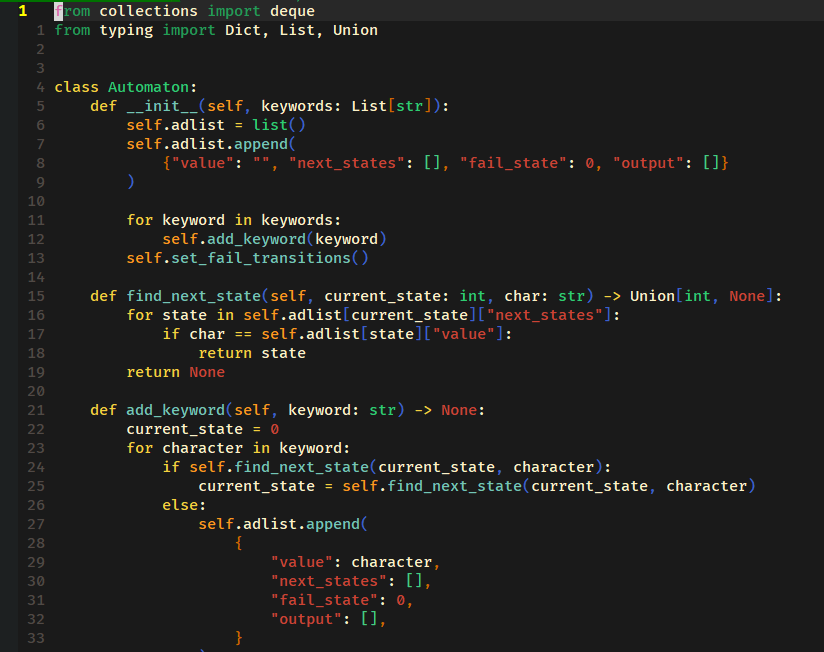 1 from collections import deque
1 from typing import Dict, List, Union
2
3
4 class Automaton:
5     def __init__(self, keywords: List[str]):
6         self.adlist = list()
7         self.adlist.append(
8             {"value": "", "next_states": [], "fail_state": 0, "output": []}
9         )
10
11         for keyword in keywords:
12             self.add_keyword(keyword)
13         self.set_fail_transitions()
14
15     def find_next_state(self, current_state: int, char: str) -> Union[int, None]:
16         for state in self.adlist[current_state]["next_states"]:
17             if char == self.adlist[state]["value"]:
18                 return state
19         return None
20
21     def add_keyword(self, keyword: str) -> None:
22         current_state = 0
23         for character in keyword:
24             if self.find_next_state(current_state, character):
25                 current_state = self.find_next_state(current_state, character)
26             else:
27                 self.adlist.append(
28                     {
29                         "value": character,
30                         "next_states": [],
31                         "fail_state": 0,
32                         "output": [],
33                     }